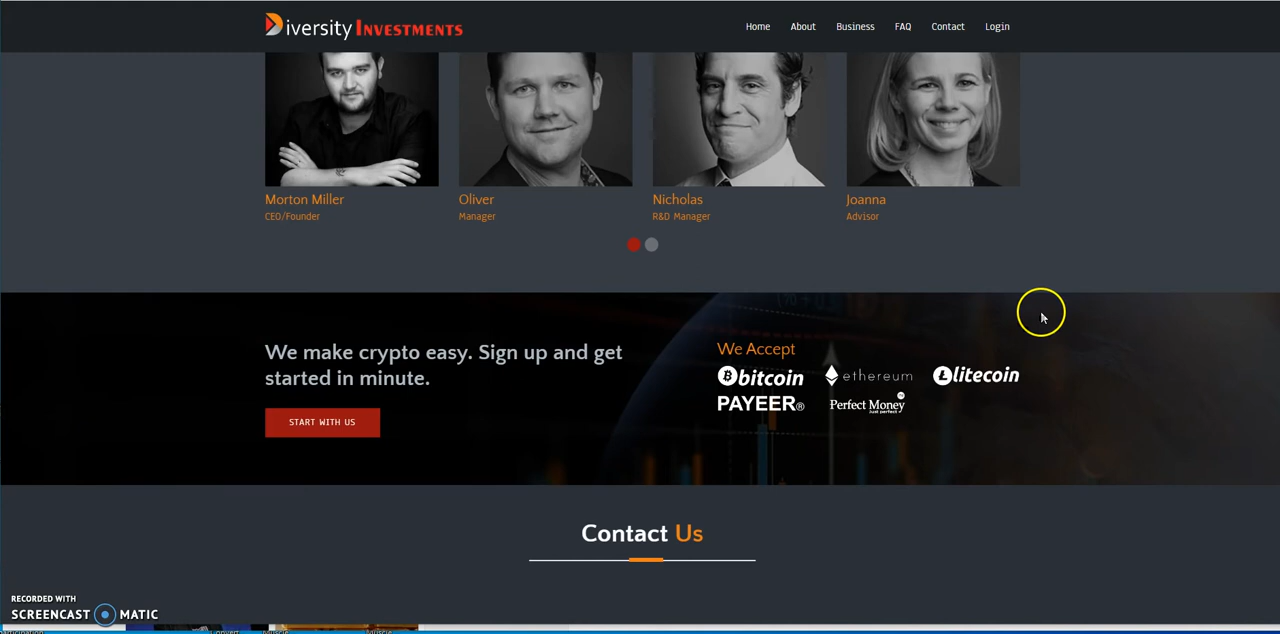 Diversity Investments
Home About Business FAQ Contact Login
Morton Miller Oliver Nicholas Joanna
CEO/Founder Manager R&D Manager Advisor
We make crypto easy. Sign up and get
started in minute.
START WITH US
We Accept
bitcoin ethereum litecoin
PAYEER® Perfect Money
Just perfect
Contact Us
RECORDED WITH
SCREENCAST MATIC